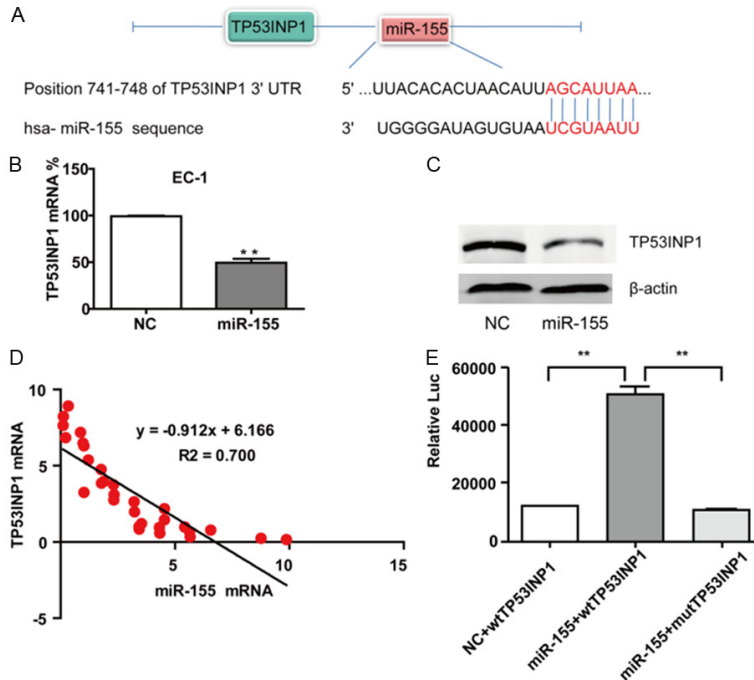 A
TP53INP1
miR-155
Position 741-748 of TP53INP1 3' UTR 5' ...UUACACACUAACAUUAGCAUUAA...
hsa- miR-155 sequence 3' UGGGGAUAGUGUAAUCGUAAUU
B
EC-1
TP53INP1 mRNA %
150
100
50
0
**
NC
miR-155
C
TP53INP1
β-actin
NC
miR-155
D
TP53INP1 mRNA
10
5
0
-5
y = -0.912x + 6.166
R2 = 0.700
5
10
15
miR-155 mRNA
E
Relative Luc
60000
40000
20000
0
**
**
NC+wtTP53INP1
miR-155+wtTP53INP1
miR-155+mutTP53INP1